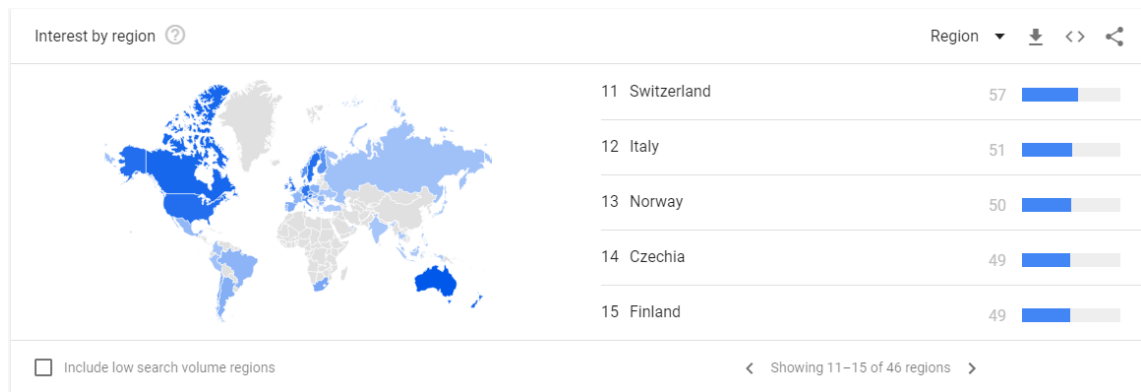 Interest by region
Region
11 Switzerland 57
12 Italy 51
13 Norway 50
14 Czechia 49
15 Finland 49
Include low search volume regions
Showing 11–15 of 46 regions